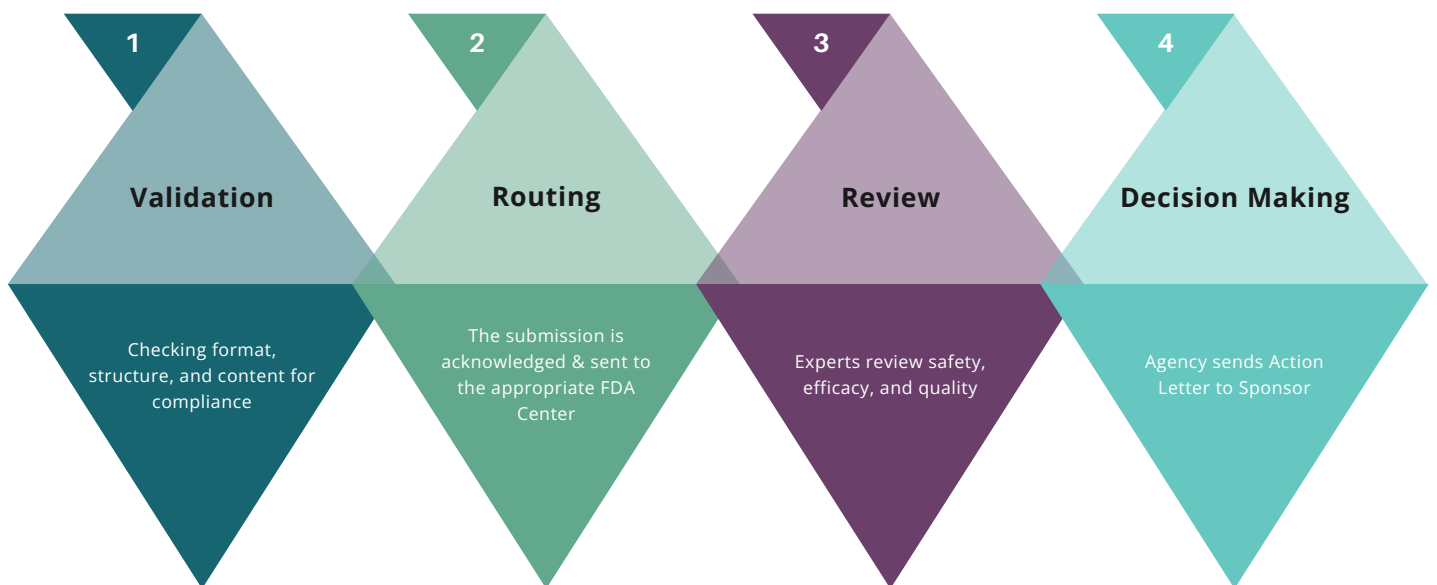 1
Validation
Checking format,
structure, and content for
compliance
2
Routing
The submission is
acknowledged & sent to
the appropriate FDA
Center
3
Review
Experts review safety,
efficacy, and quality
4
Decision Making
Agency sends Action
Letter to Sponsor